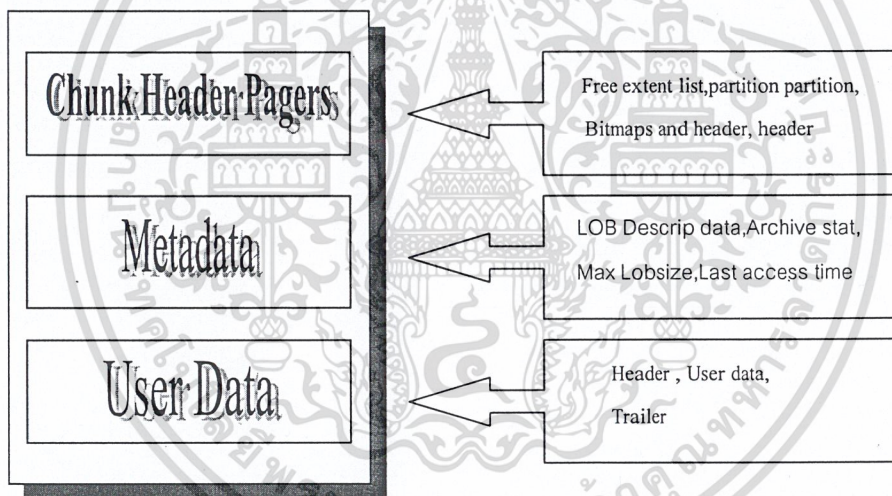 Chunk Header Pagers
Free extent list,partition partition,
Bitmaps and header, header
Metadata
LOB Descrip data,Archive stat,
Max Lobsize,Last access time
User Data
Header , User data,
Trailer